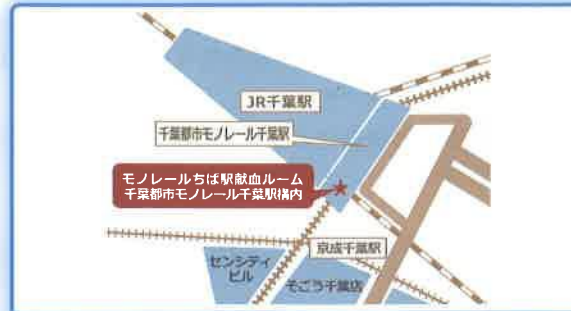 JR千葉駅
千葉都市モノレール千葉駅
モノレールちば駅献血ルーム
千葉都市モノレール千葉駅構内
京成千葉駅
センシティ
ビル
そごう千葉店